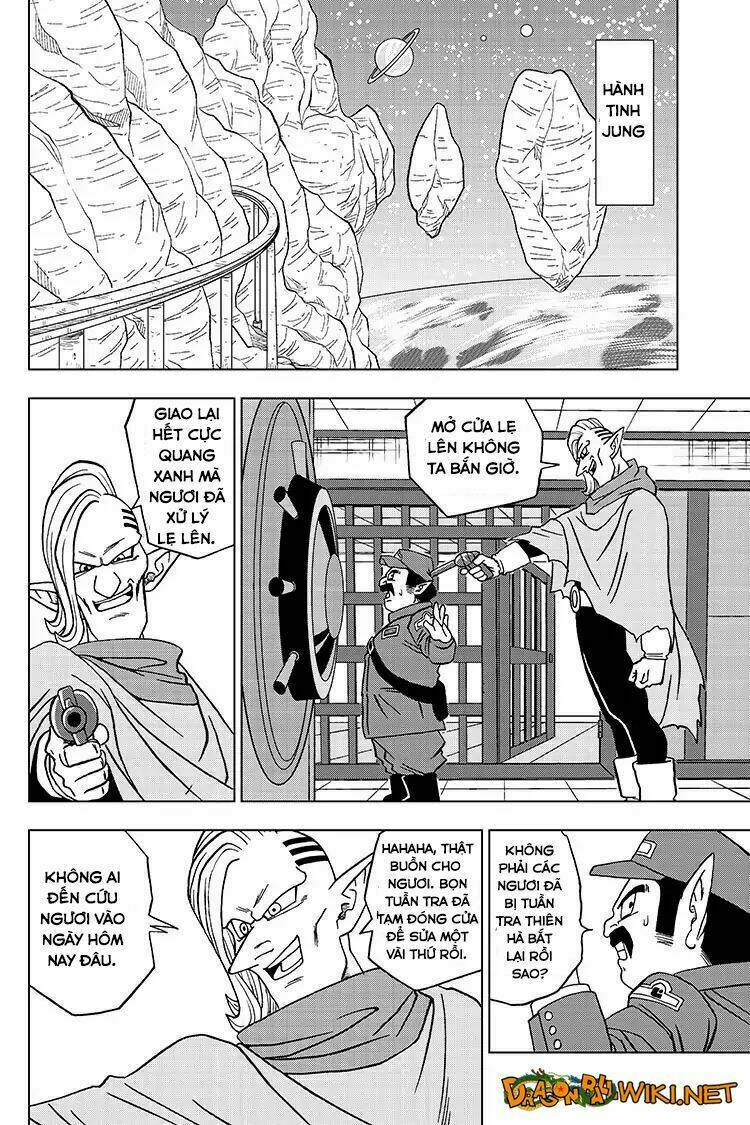 HÀNH
TINH
JUNG
MỞ CỬA LẸ
LÊN KHÔNG
TA BẮN GIỜ.
GIAO LẠI
HẾT CỰC
QUANG
XANH MÀ
NGƯƠI ĐÃ
XỬ LÝ
LẸ LÊN.
KHÔNG
PHẢI CÁC
NGƯƠI ĐÃ
BỊ TUẦN
TRA THIÊN
HÀ BẮT
LẠI RỒI
SAO?
HAHAHA, THẬT
BUỒN CHO
NGƯƠI. BỌN
TUẦN TRA ĐÃ
TẠM ĐÓNG CỬA
ĐỂ SỬA MỘT
VÀI THỨ RỒI.
KHÔNG AI
ĐẾN CỨU
NGƯƠI VÀO
NGÀY HÔM
NAY ĐÂU.
DRAGON BALL WIKI.NET